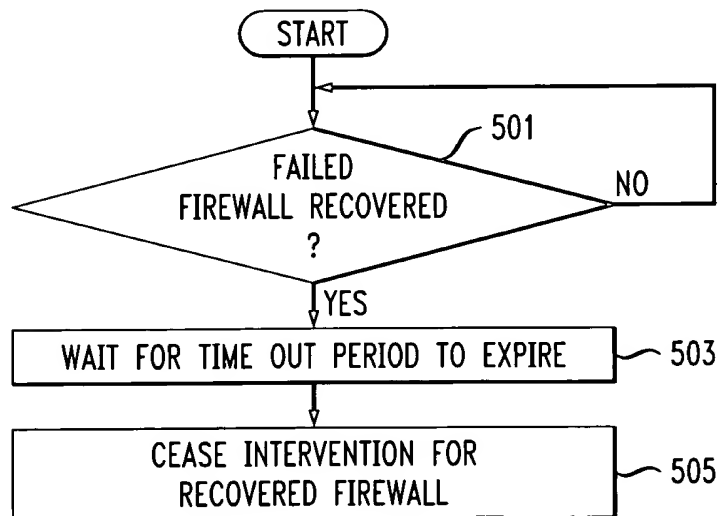 START
501
FAILED
FIREWALL RECOVERED
?
NO
YES
WAIT FOR TIME OUT PERIOD TO EXPIRE
503
CEASE INTERVENTION FOR
RECOVERED FIREWALL
505